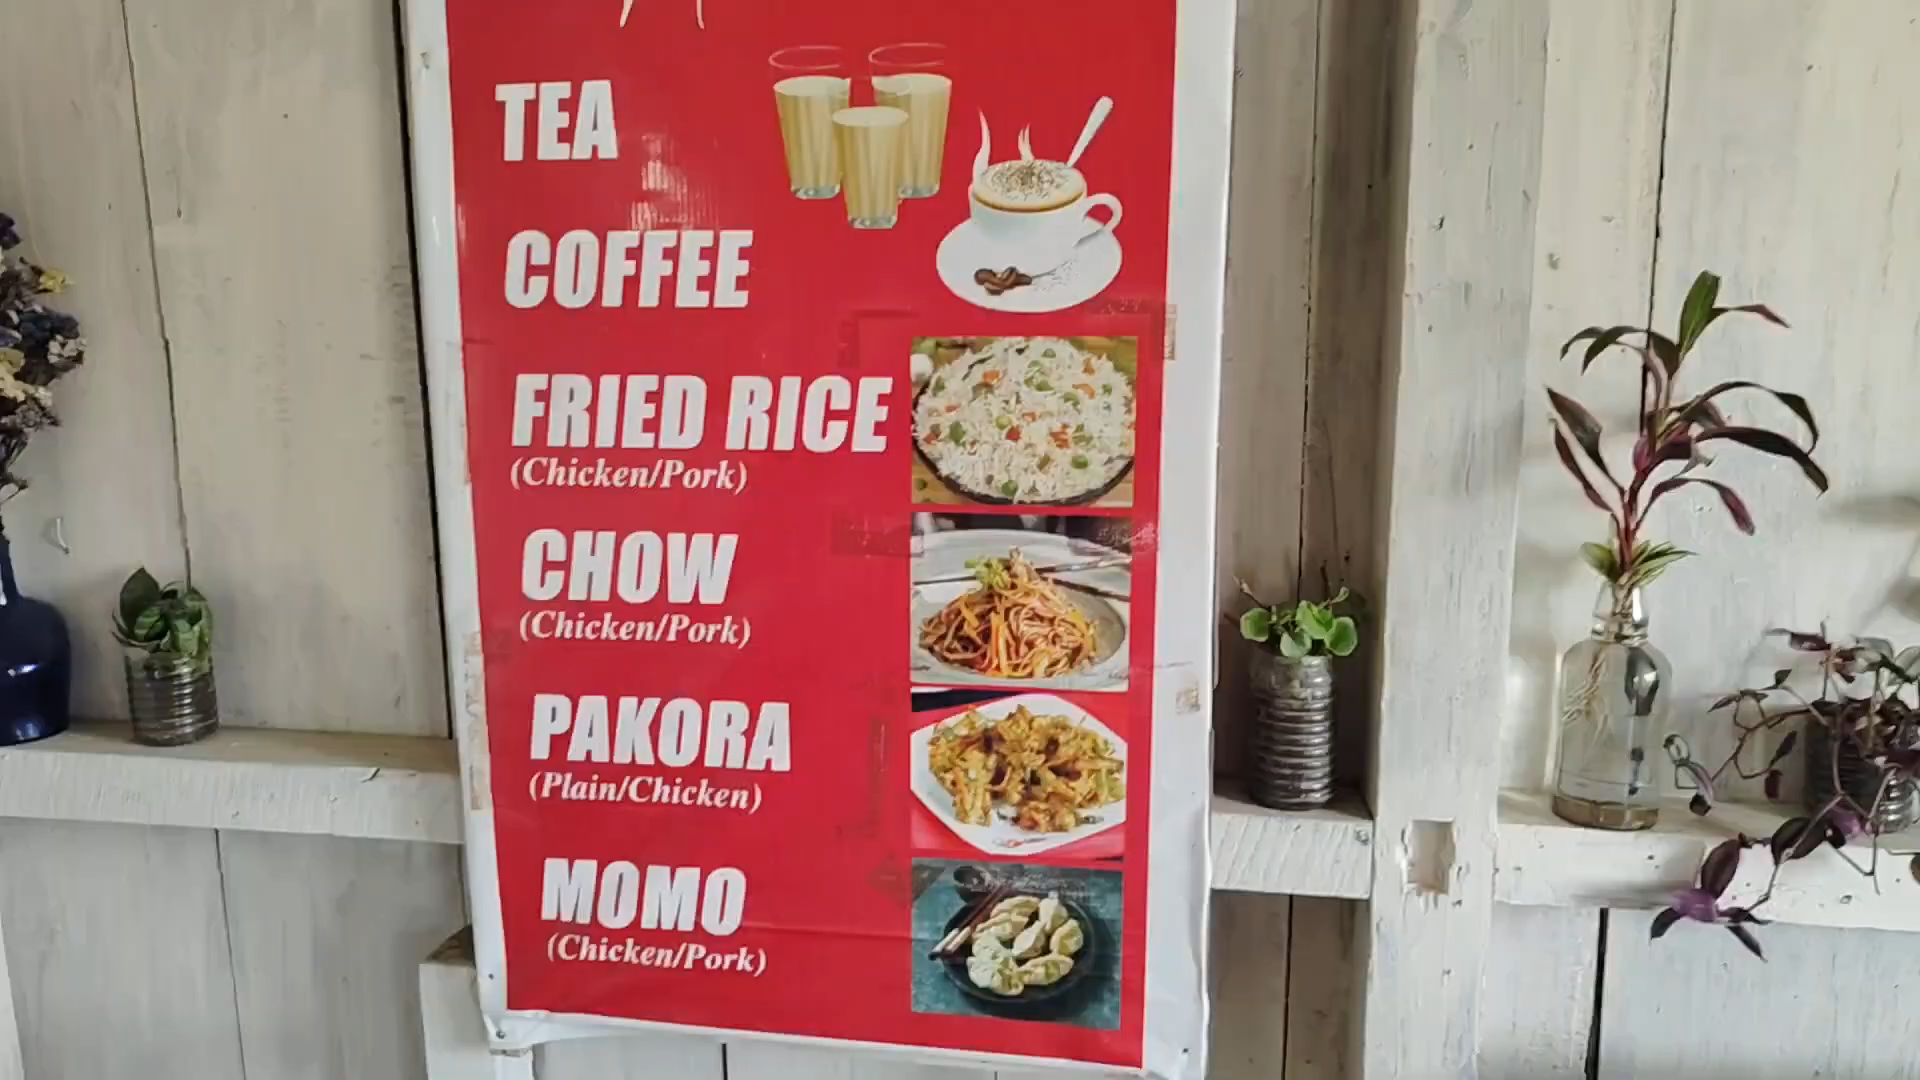 TEA
COFFEE
FRIED RICE
(Chicken/Pork)
CHOW
(Chicken/Pork)
PAKORA
(Plain/Chicken)
MOMO
(Chicken/Pork)